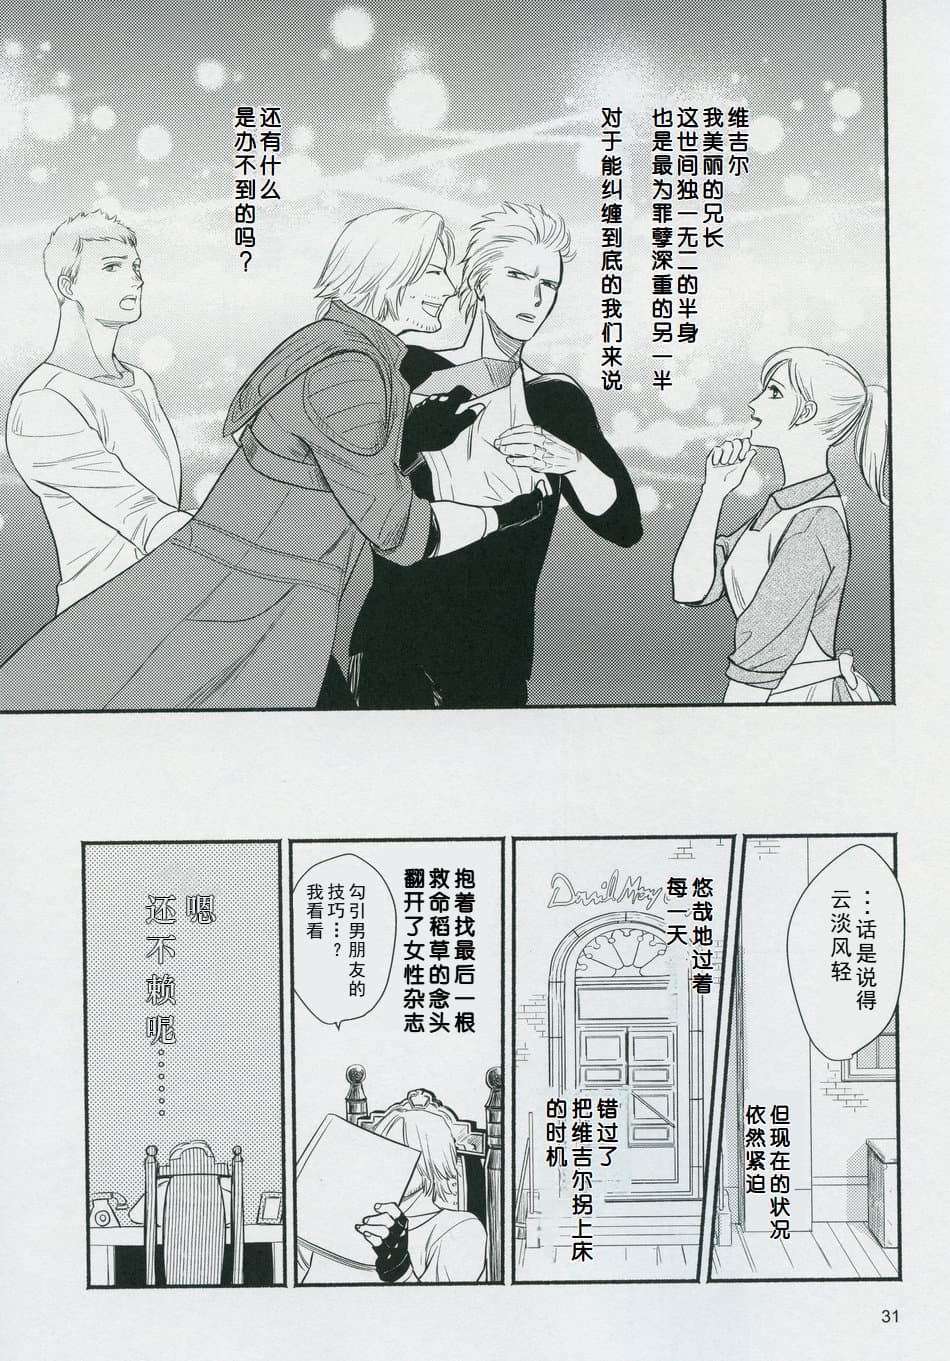 维吉尔
我美丽的兄长
这世间独一无二的半身
也是最为罪孽深重的另一半
对于能纠缠到底的我们来说
还有什么
是办不到的吗？
…话是说得
云淡风轻
但现在的状况
依然紧迫
悠哉地过着
每一天
错过了
把维吉尔拐上床
的时机
抱着找最后一根
救命稻草的念头
翻开了女性杂志
勾引男朋友的
技巧…？
我看看
嗯
还不赖呢……
31